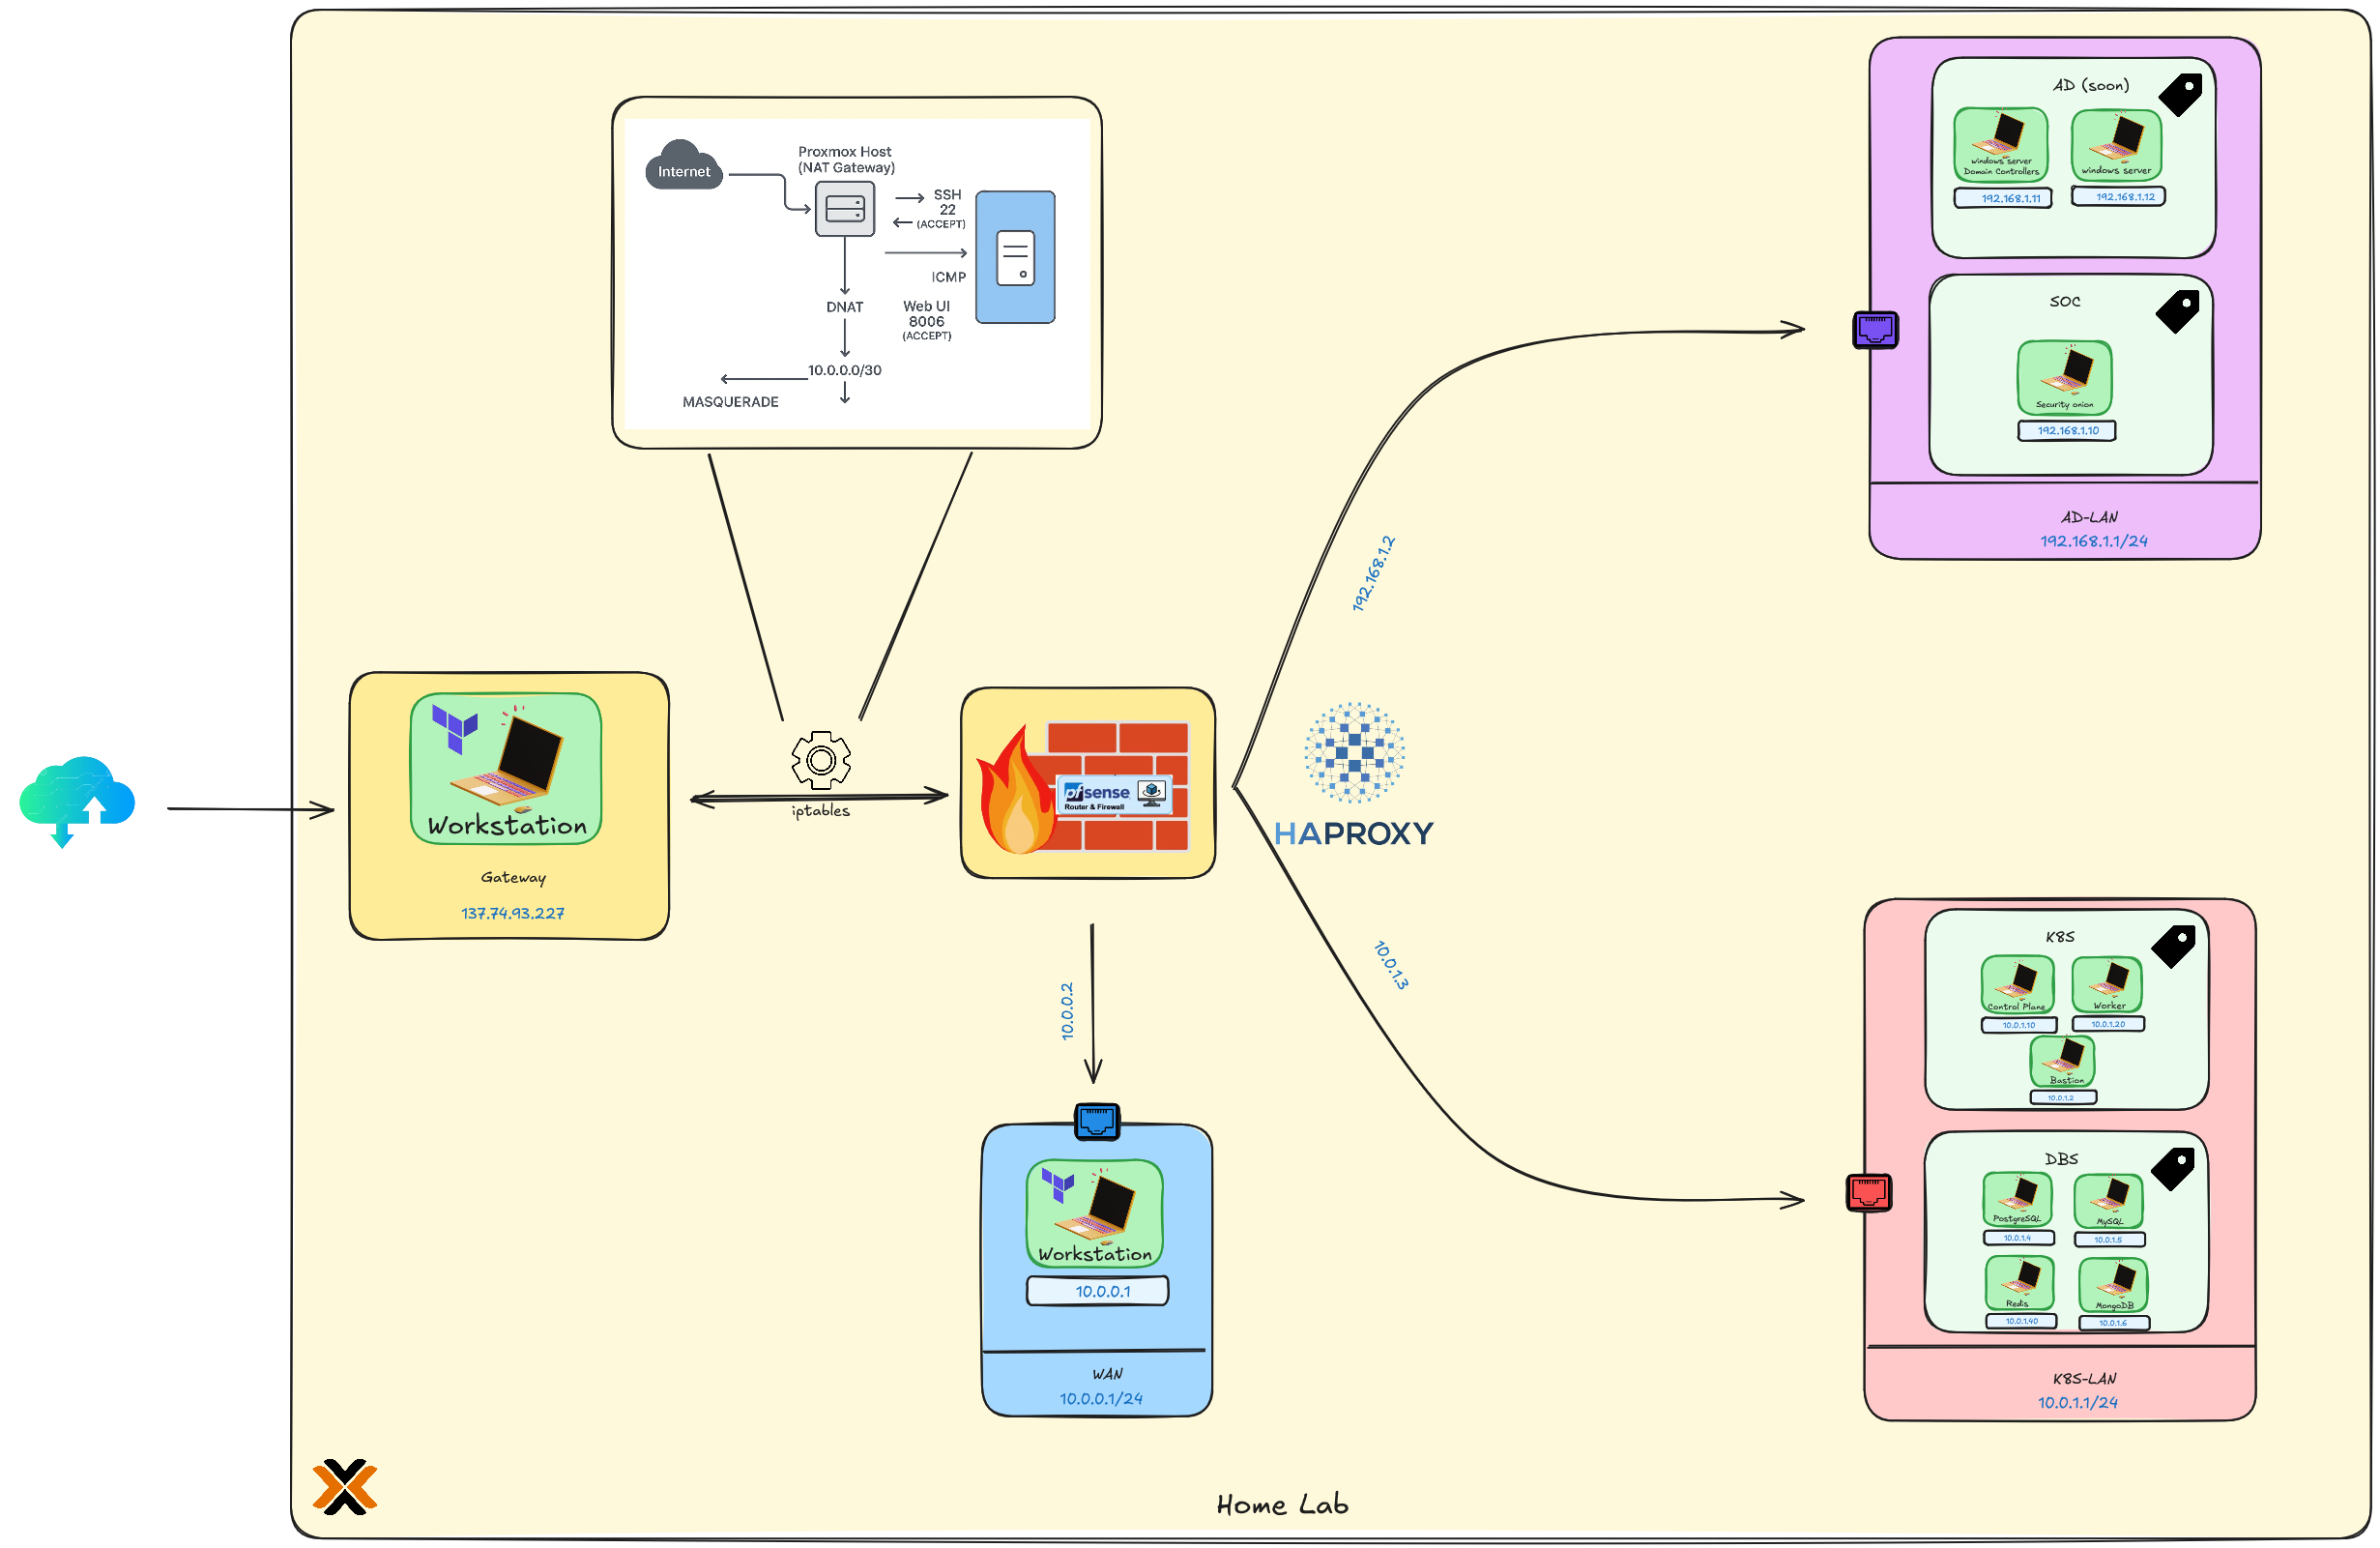 Internet
Proxmox Host
(NAT Gateway)
SSH
22
(ACCEPT)
ICMP
DNAT
Web UI
8006
(ACCEPT)
10.0.0.0/30
MASQUERADE
Workstation
Gateway
137.74.93.227
iptables
pfsense
Router & Firewall
HAPROXY
192.168.1.2
10.0.1.3
10.0.0.2
Workstation
10.0.0.1
WAN
10.0.0.1/24
AD (soon)
windows server
Domain Controllers
192.168.1.11
windows server
192.168.1.12
SOC
Security onion
192.168.1.10
AD-LAN
192.168.1.1/24
K8S
Control Plane
10.0.1.10
Worker
10.0.1.20
Bastion
10.0.1.2
DBS
PostgreSQL
10.0.1.4
MySQL
10.0.1.5
Redis
10.0.1.40
MongoDB
10.0.1.6
K8S-LAN
10.0.1.1/24
Home Lab